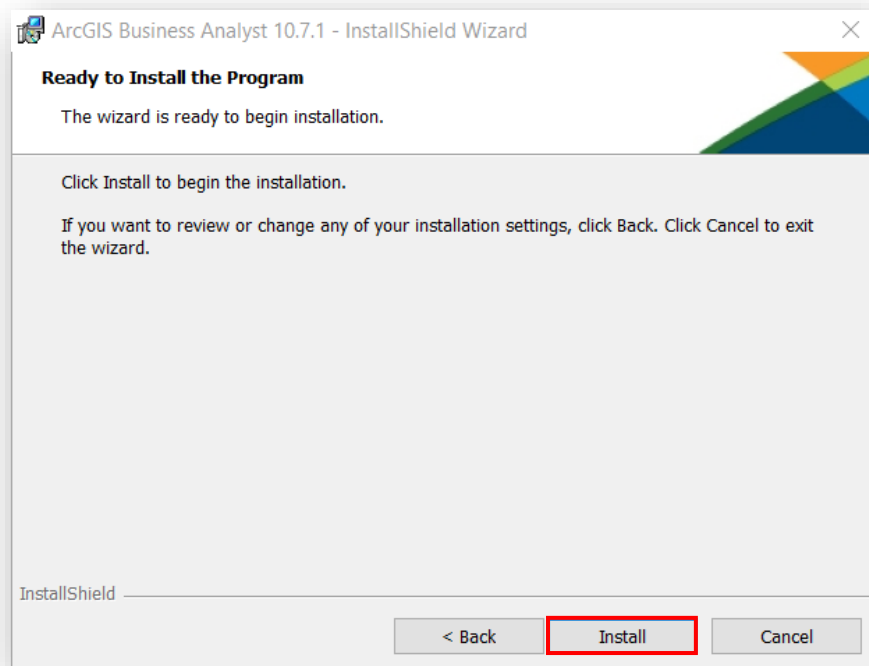 ArcGIS Business Analyst 10.7.1 - InstallShield Wizard
Ready to Install the Program
The wizard is ready to begin installation.
Click Install to begin the installation.
If you want to review or change any of your installation settings, click Back. Click Cancel to exit
the wizard.
InstallShield
< Back Install Cancel